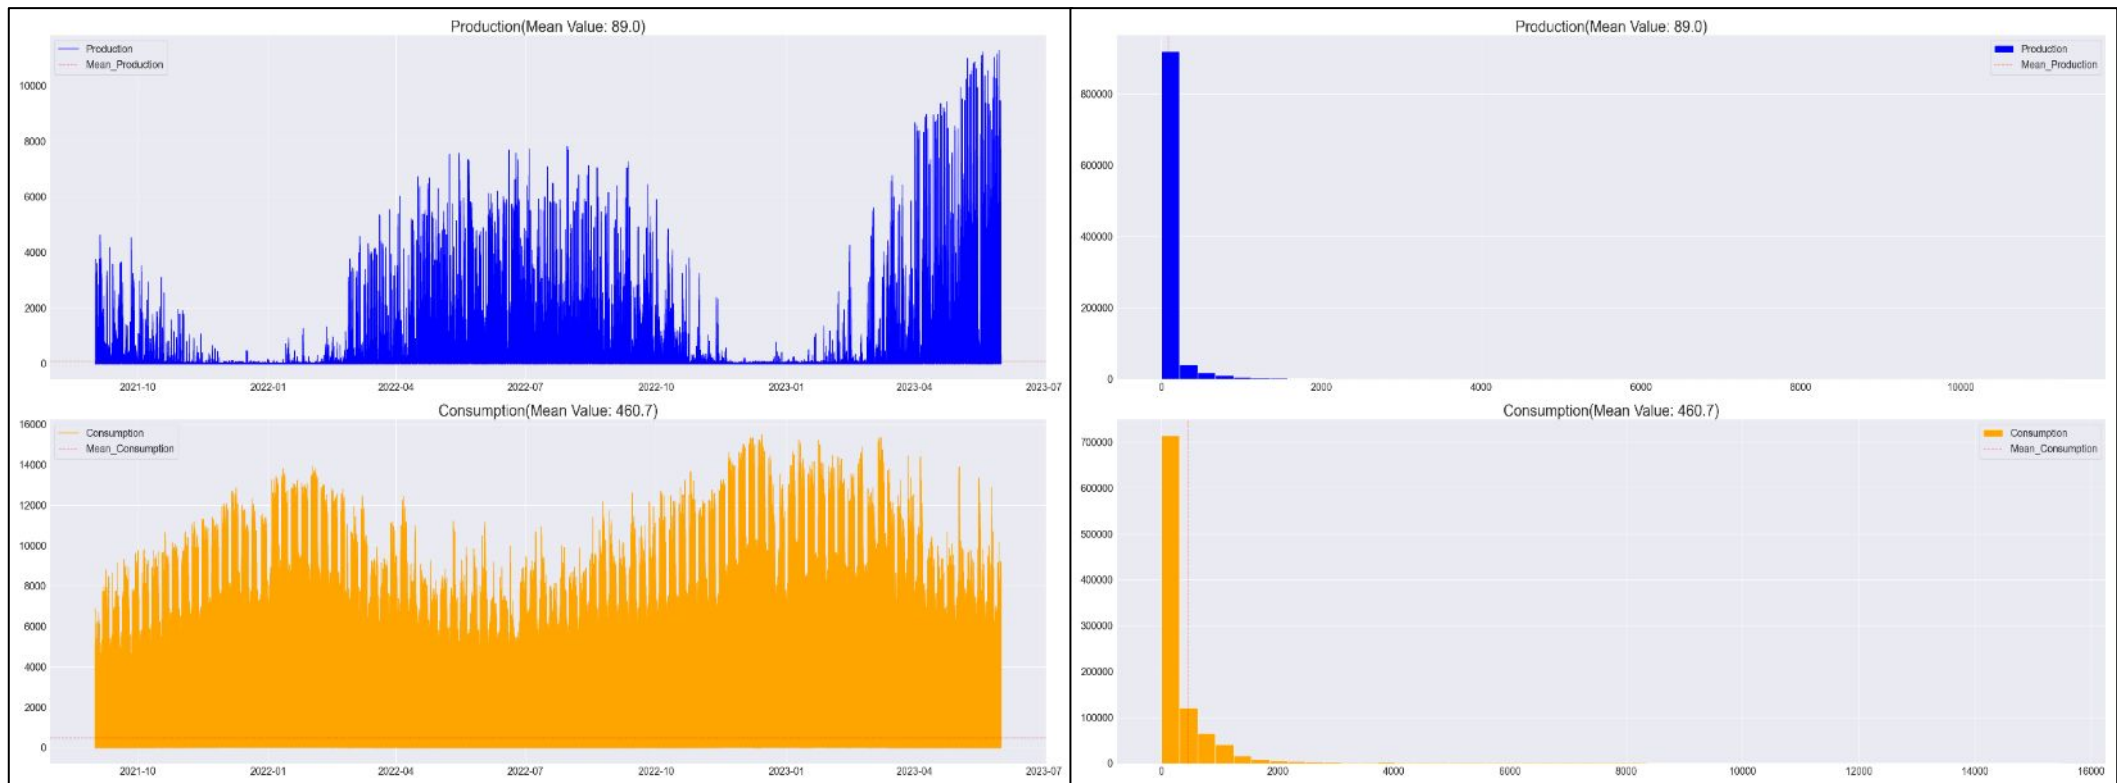 Production(Mean Value: 89.0)
Production
Mean_Production
10000
8000
6000
4000
2000
0
2021-10 2022-01 2022-04 2022-07 2022-10 2023-01 2023-04 2023-07
Consumption(Mean Value: 460.7)
Consumption
Mean_Consumption
16000
14000
12000
10000
8000
6000
4000
2000
0
2021-10 2022-01 2022-04 2022-07 2022-10 2023-01 2023-04 2023-07
Production(Mean Value: 89.0)
Production
Mean_Production
800000
600000
400000
200000
0
0 2000 4000 6000 8000 10000
Consumption(Mean Value: 460.7)
Consumption
Mean_Consumption
700000
600000
500000
400000
300000
200000
100000
0
0 2000 4000 6000 8000 10000 12000 14000 16000